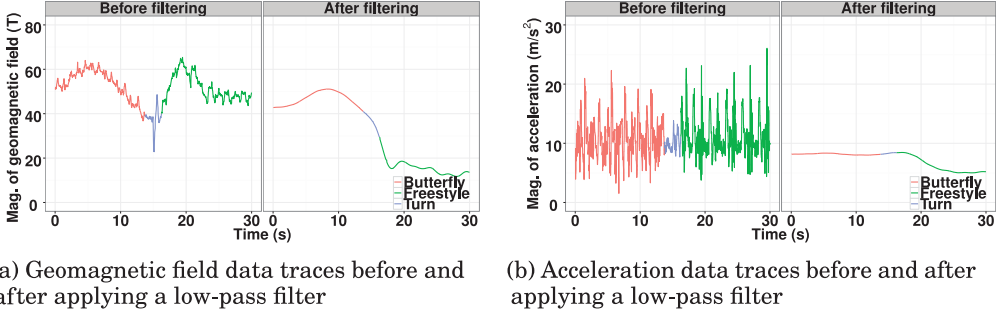 Before filtering After filtering
Mag. of geomagnetic field (T)
80
60
40
20
0
0 10 20 30 0 10 20 30
Time (s)
Butterfly
Freestyle
Turn
Before filtering After filtering
Mag. of acceleration (m/s²)
30
20
10
0
0 10 20 30 0 10 20 30
Time (s)
Butterfly
Freestyle
Turn
a) Geomagnetic field data traces before and
after applying a low-pass filter
(b) Acceleration data traces before and after
applying a low-pass filter